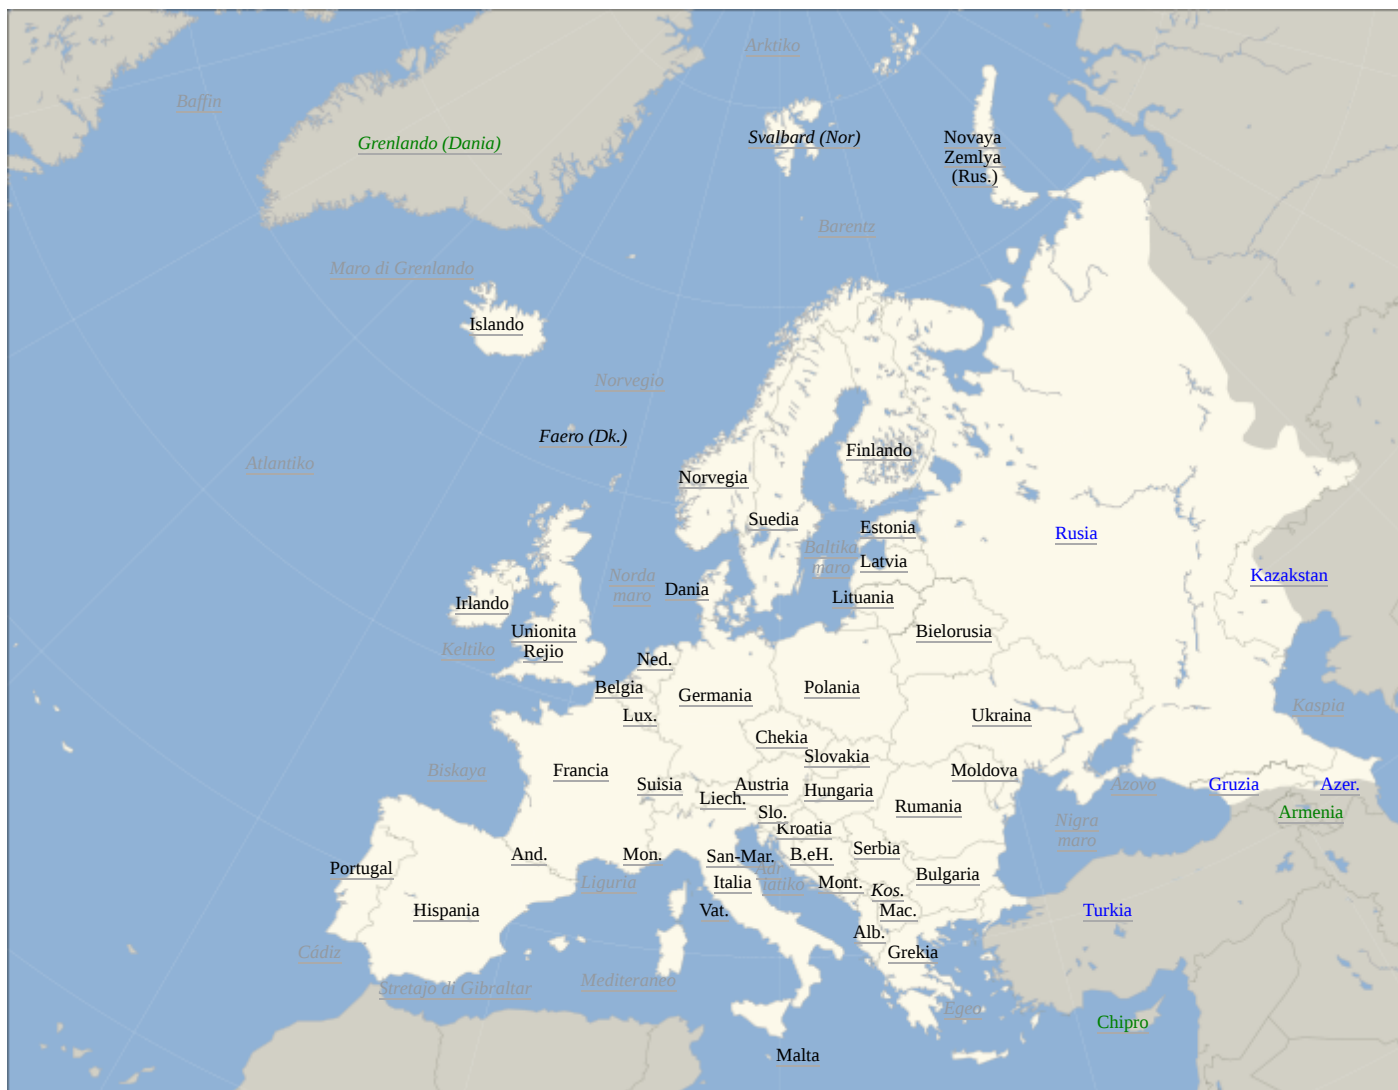 Arktiko
Baffin
Grenlando (Dania)
Svalbard (Nor)
Novaya
Zemlya
(Rus.)
Barentz
Maro di Grenlando
Islando
Norvegio
Faero (Dk.)
Atlantiko
Finlando
Norvegia
Suedia
Estonia
Rusia
Baltika
maro
Latvia
Kazakstan
Norda
maro
Dania
Lituania
Irlando
Unionita
Rejio
Bielorusia
Keltiko
Ned.
Belgia
Germania
Polania
Lux.
Ukraina
Kaspia
Chekia
Slovakia
Biskaya
Francia
Suisia
Austria
Liech.
Hungaria
Moldova
Azovo
Gruzia
Azer.
Rumania
Slo.
Armenia
Kroatia
Nigra
maro
Serbia
And.
Mon.
San-Mar.
B.eH.
Portugal
Adr
iatiko
Bulgaria
Liguria
Italia
Mont.
Kos.
Hispania
Vat.
Mac.
Turkia
Alb.
Cádiz
Grekia
Mediteraneo
Stretajo di Gibraltar
Egeo
Chipro
Malta